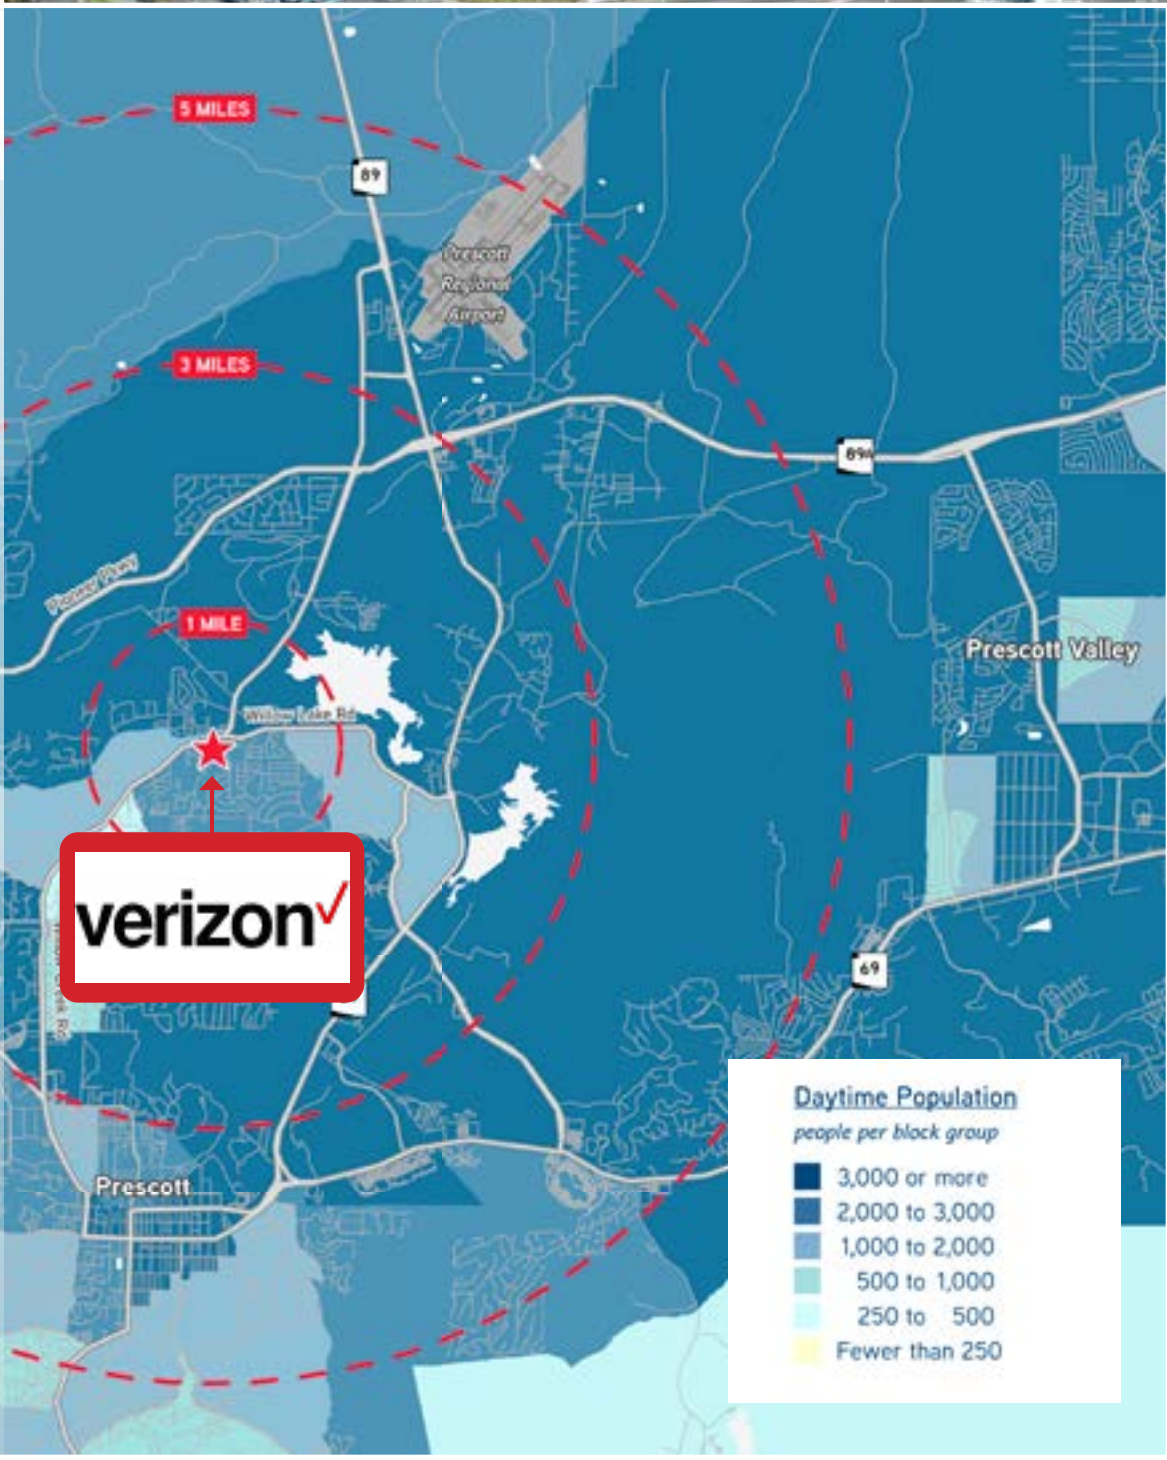 5 MILES
89
Prescott
Regional
Airport
3 MILES
89A
Pioneer Pkwy
1 MILE
Prescott Valley
Willow Lake Rd
verizon
69
Rd
Prescott
Daytime Population
people per block group
3,000 or more
2,000 to 3,000
1,000 to 2,000
500 to 1,000
250 to 500
Fewer than 250